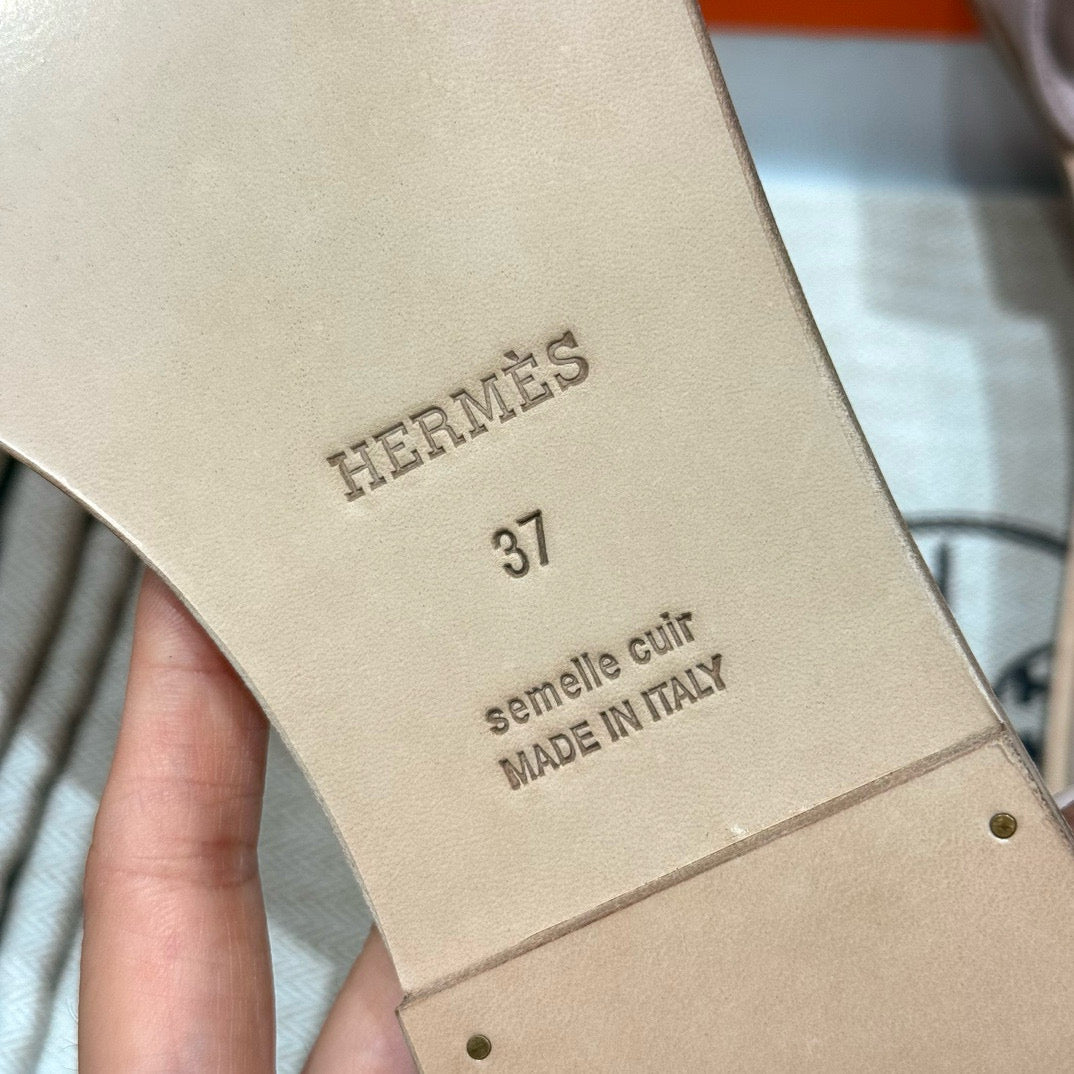 HERMÈS
37
semelle cuir
MADE IN ITALY